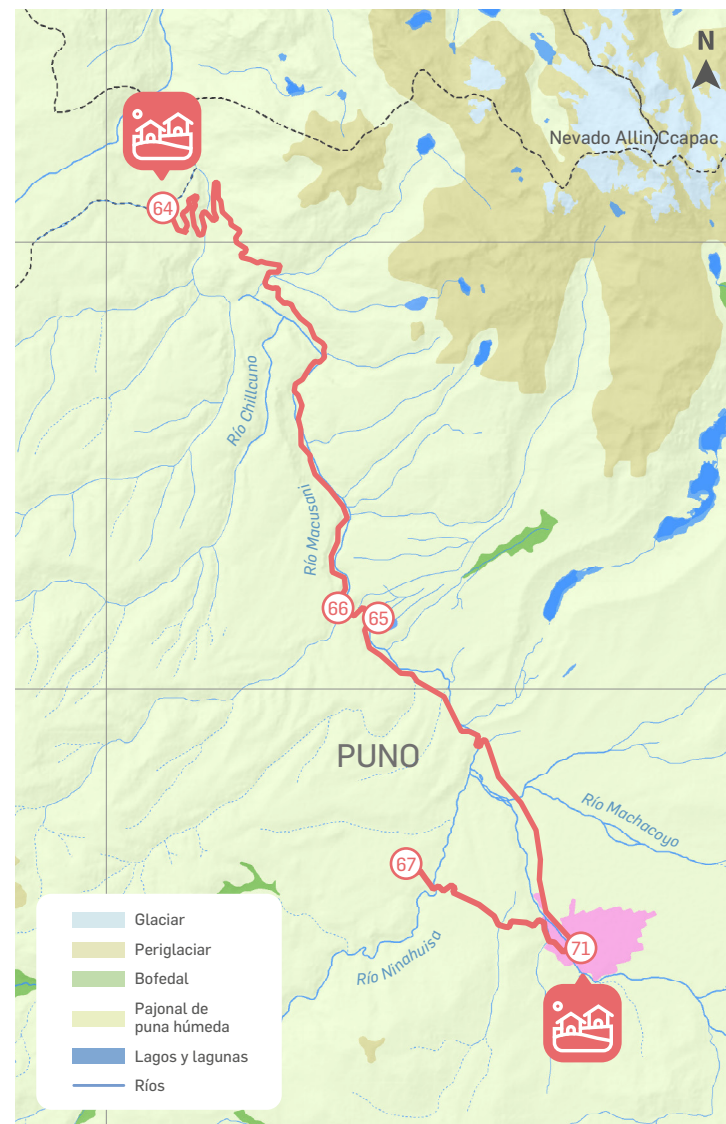 N
Nevado Allin Ccapac
64
Río Chillcuno
Río Macusani
66
65
PUNO
Río Machacoyo
67
71
Río Ninahuisa
Glaciar
Periglaciar
Bofedal
Pajonal de
puna húmeda
Lagos y lagunas
Ríos